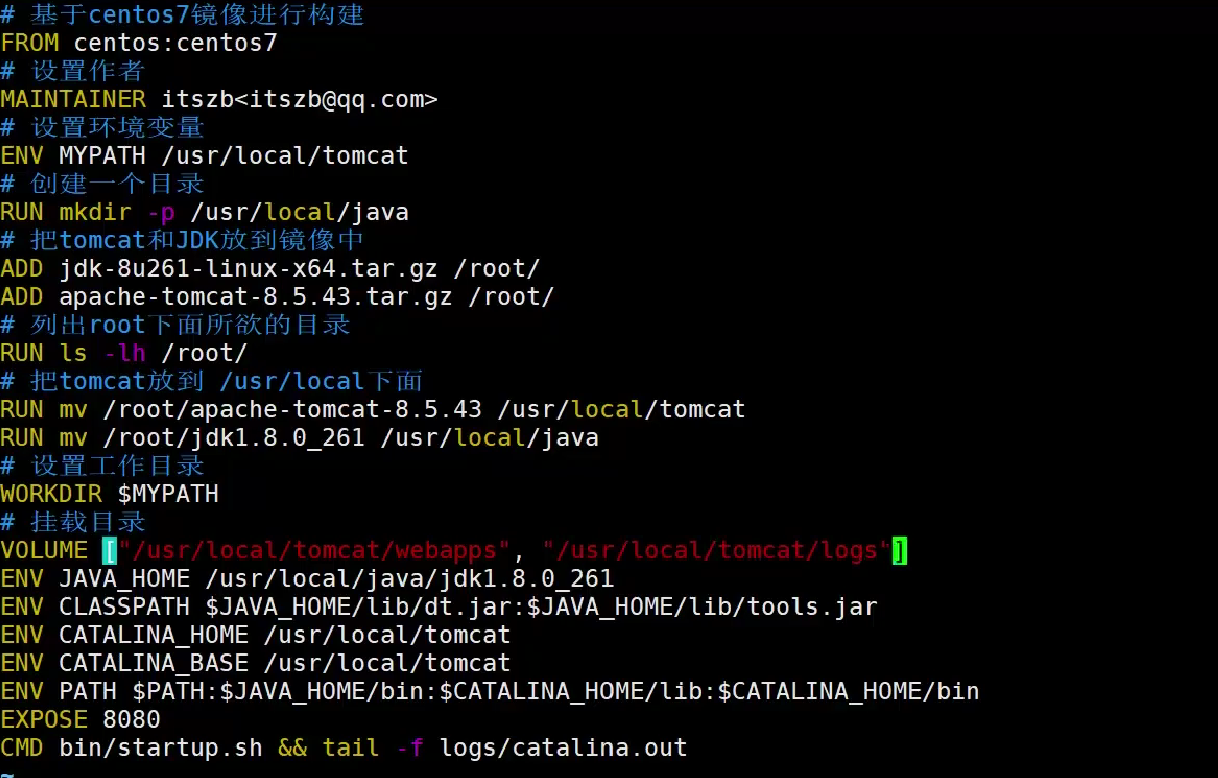 # 基于centos7镜像进行构建
FROM centos:centos7
# 设置作者
MAINTAINER itszb<itszb@qq.com>
# 设置环境变量
ENV MYPATH /usr/local/tomcat
# 创建一个目录
RUN mkdir -p /usr/local/java
# 把tomcat和JDK放到镜像中
ADD jdk-8u261-linux-x64.tar.gz /root/
ADD apache-tomcat-8.5.43.tar.gz /root/
# 列出root下面所欲的目录
RUN ls -lh /root/
# 把tomcat放到 /usr/local下面
RUN mv /root/apache-tomcat-8.5.43 /usr/local/tomcat
RUN mv /root/jdk1.8.0_261 /usr/local/java
# 设置工作目录
WORKDIR $MYPATH
# 挂载目录
VOLUME ["/usr/local/tomcat/webapps", "/usr/local/tomcat/logs"]
ENV JAVA_HOME /usr/local/java/jdk1.8.0_261
ENV CLASSPATH $JAVA_HOME/lib/dt.jar:$JAVA_HOME/lib/tools.jar
ENV CATALINA_HOME /usr/local/tomcat
ENV CATALINA_BASE /usr/local/tomcat
ENV PATH $PATH:$JAVA_HOME/bin:$CATALINA_HOME/lib:$CATALINA_HOME/bin
EXPOSE 8080
CMD bin/startup.sh && tail -f logs/catalina.out
~